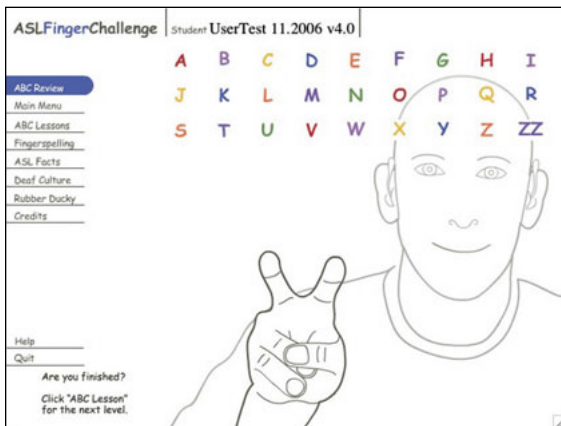 ASLFingerChallenge Student UserTest 11.2006 v4.0
A B C D E F G H I
J K L M N O P Q R
S T U V W X Y Z ZZ
ABC Review
Main Menu
ABC Lessons
Fingerspelling
ASL Facts
Deaf Culture
Rubber Ducky
Credits
Help
Quit
Are you finished?
Click "ABC Lesson"
for the next level.